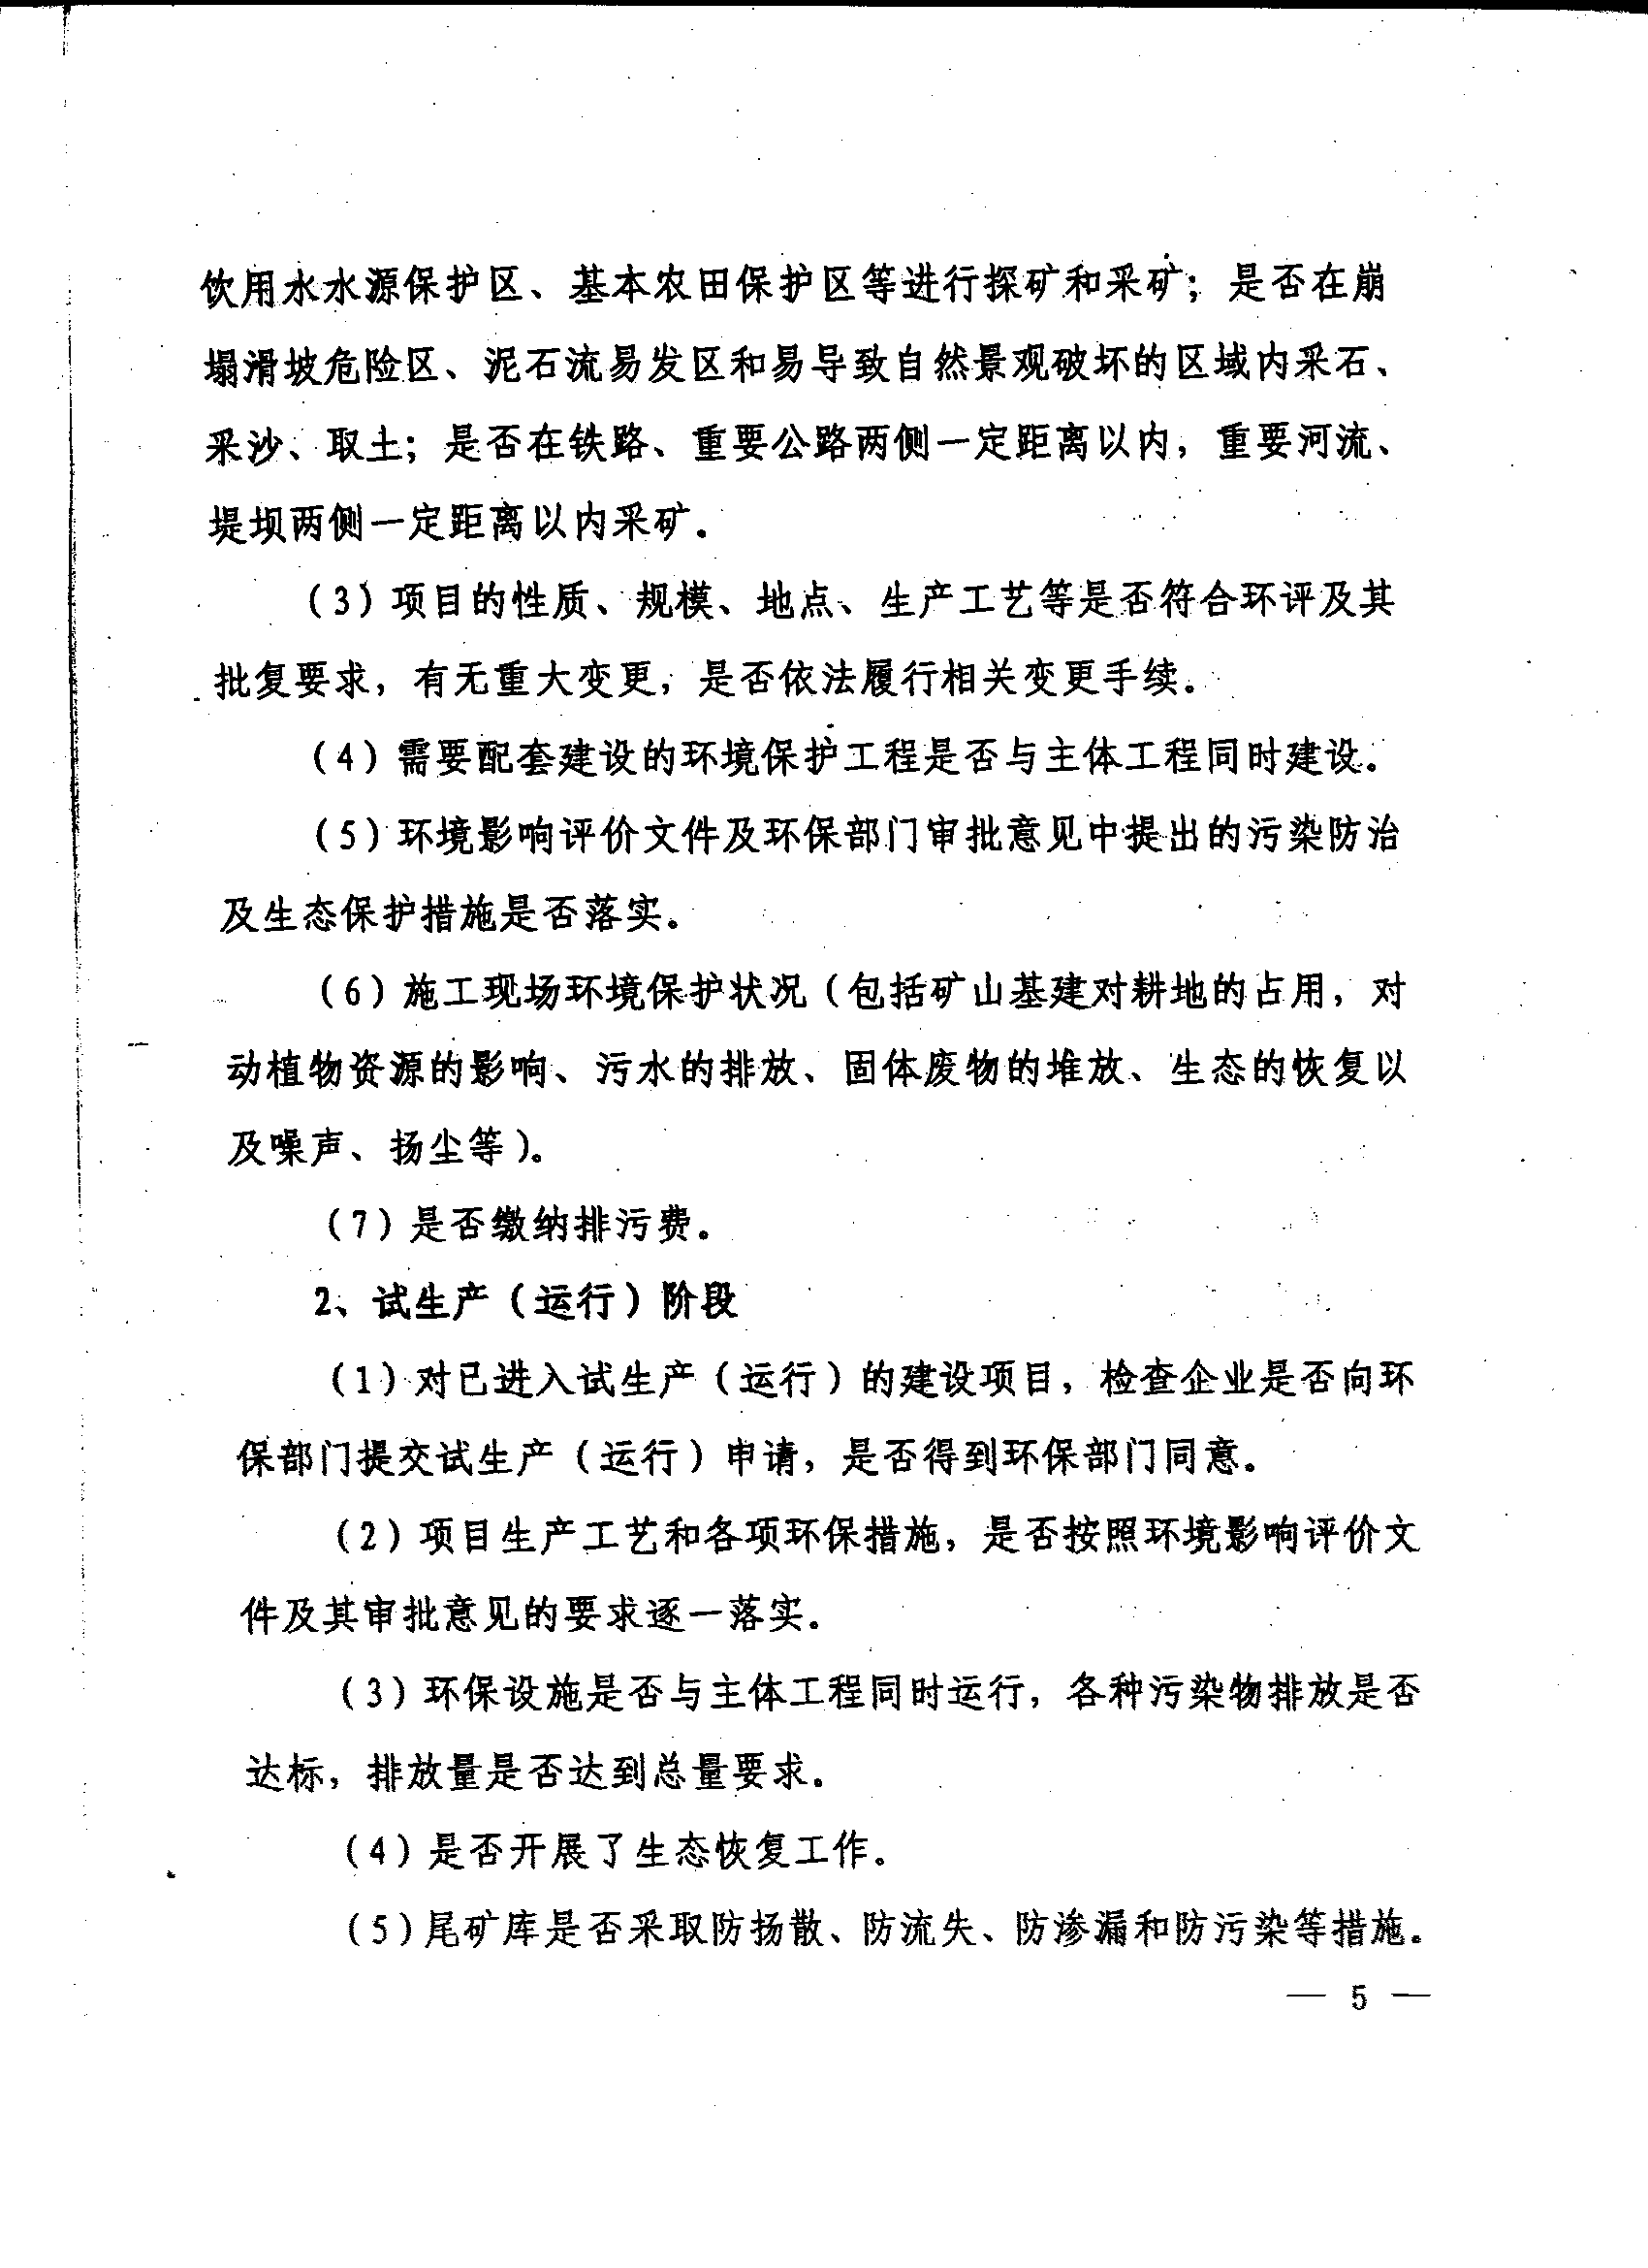 饮用水水源保护区、基本农田保护区等进行探矿和采矿；是否在崩
塌滑坡危险区、泥石流易发区和易导致自然景观破坏的区域内采石、
采沙、取土；是否在铁路、重要公路两侧一定距离以内，重要河流、
堤坝两侧一定距离以内采矿。
（3）项目的性质、规模、地点、生产工艺等是否符合环评及其
批复要求，有无重大变更，是否依法履行相关变更手续。
（4）需要配套建设的环境保护工程是否与主体工程同时建设。
（5）环境影响评价文件及环保部门审批意见中提出的污染防治
及生态保护措施是否落实。
（6）施工现场环境保护状况（包括矿山基建对耕地的占用，对
动植物资源的影响、污水的排放、固体废物的堆放、生态的恢复以
及噪声、扬尘等）。
（7）是否缴纳排污费。
2、试生产（运行）阶段
（1）对已进入试生产（运行）的建设项目，检查企业是否向环
保部门提交试生产（运行）申请，是否得到环保部门同意。
（2）项目生产工艺和各项环保措施，是否按照环境影响评价文
件及其审批意见的要求逐一落实。
（3）环保设施是否与主体工程同时运行，各种污染物排放是否
达标，排放量是否达到总量要求。
（4）是否开展了生态恢复工作。
（5）尾矿库是否采取防扬散、防流失、防渗漏和防污染等措施。
— 5 —